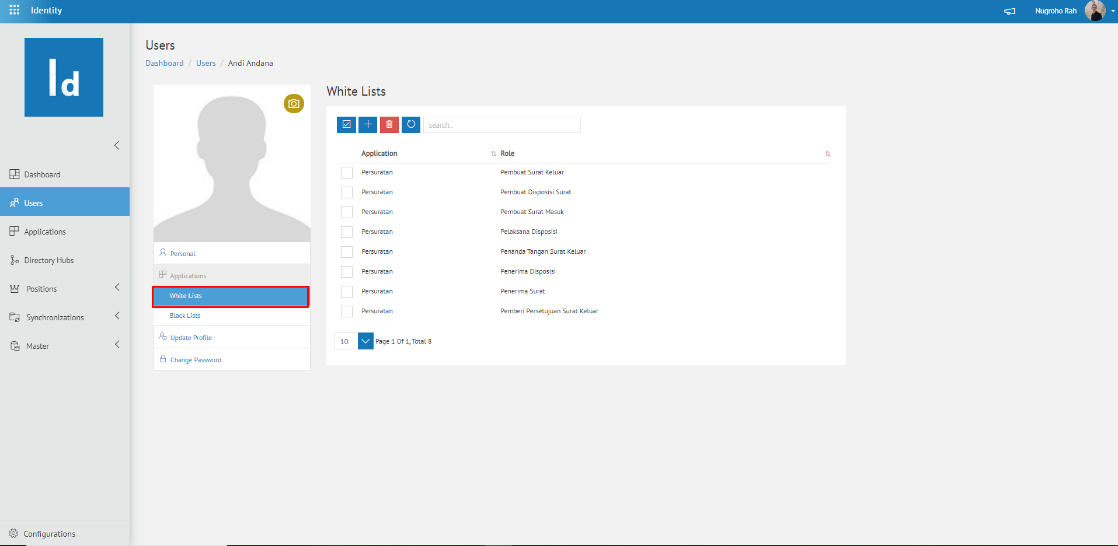 Identity
Nugroho Rah
Id
Dashboard
Users
Applications
Directory Hubs
Positions
Synchronizations
Master
Configurations
Users
Dashboard / Users / Andi Andana
Personal
Applications
White Lists
Black Lists
Update Profile
Change Password
White Lists
search..
Application Role
Persuratan Pembuat Surat Keluar
Persuratan Pembuat Disposisi Surat
Persuratan Pembuat Surat Masuk
Persuratan Pelaksana Disposisi
Persuratan Penanda Tangan Surat Keluar
Persuratan Penerima Disposisi
Persuratan Penerima Surat
Persuratan Pemberi Persetujuan Surat Keluar
10 Page 1 Of 1, Total 8